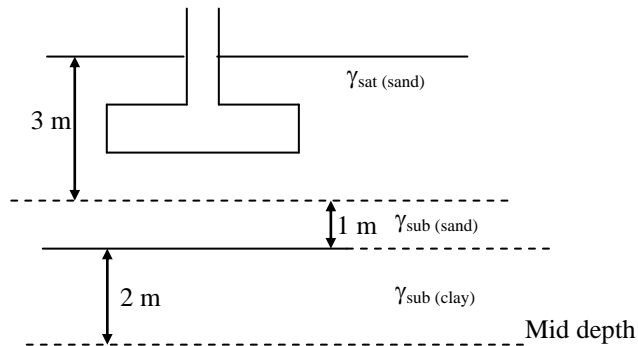 γsat (sand)
3 m
1 m
γsub (sand)
2 m
γsub (clay)
Mid depth